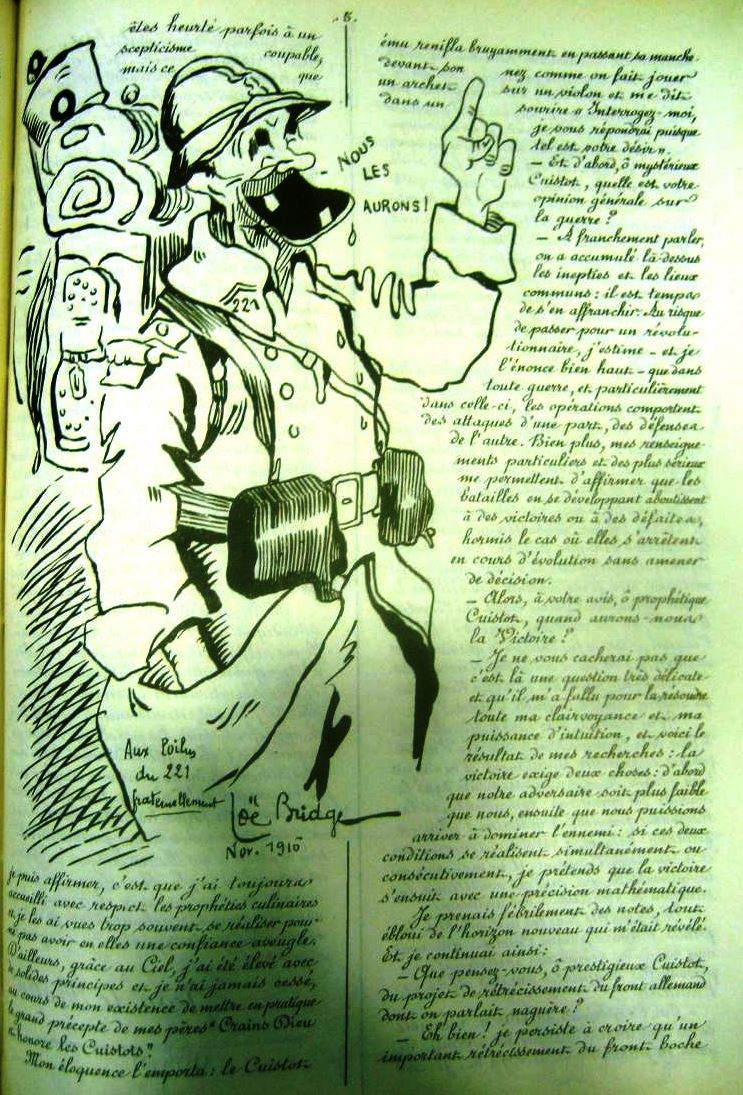 .5.
êtes heurté parfois à un
scepticisme coupable,
mais ce que
NOUS
LES
AURONS!
221
Aux Poilus
du 221
fraternellement
Loë Bridge
Nov. 1916
je puis affirmer, c'est que j'ai toujours
accueilli avec respect les prophéties culinaires
je les ai vues trop souvent se réaliser pour
pas avoir en elles une confiance aveugle.
D'ailleurs, grâce au Ciel, j'ai été élevé avec
de solides principes et je n'ai jamais cessé,
au cours de mon existence de mettre en pratique
le grand précepte de mes pères "Crains Dieu
et honore les Cuistots".
Mon éloquence l'emporta : le Cuistot
ému renifla bruyamment en passant sa manche
devant son nez comme on fait jouer
un archet sur un violon et me dit
dans un sourire « Interrogez-moi,
je vous répondrai puisque
tel est votre désir ».
— Et d'abord, ô mystérieux
Cuistot, quelle est votre
opinion générale sur
la guerre ?
— A franchement parler,
on a accumulé là-dessus
les inepties et les lieux
communs : il est temps
de s'en affranchir. Au risque
de passer pour un révolu-
tionnaire, j'estime — et je
l'énonce bien haut — que dans
toute guerre, et particulièrement
dans celle-ci, les opérations comportent
des attaques d'une part, des défenses
de l'autre. Bien plus, mes renseigne-
ments particuliers et des plus sérieux
me permettent d'affirmer que les
batailles en se développant aboutissent
à des victoires ou à des défaites,
hormis le cas où elles s'arrêtent
en cours d'évolution sans amener
de décision.
— Alors, à votre avis, ô prophétique
Cuistot, quand aurons-nous
la Victoire ?
— Je ne vous cacherai pas que
c'est là une question très délicate
et qu'il m'a fallu pour la résoudre
toute ma clairvoyance et ma
puissance d'intuition, et voici le
résultat de mes recherches : la
victoire exige deux choses : d'abord
que notre adversaire soit plus faible
que nous, ensuite que nous puissions
arriver à dominer l'ennemi : si ces deux
conditions se réalisent simultanément ou
consécutivement, je prétends que la victoire
s'ensuit avec une précision mathématique.
Je prenais fébrilement des notes, tout
ébloui de l'horizon nouveau qui m'était révélé.
Et je continuai ainsi :
— Que pensez-vous, ô prestigieux Cuistot,
du projet de rétrécissement du front allemand
dont on parlait naguère ?
— Eh bien ! je persiste à croire qu'un
important rétrécissement du front boche